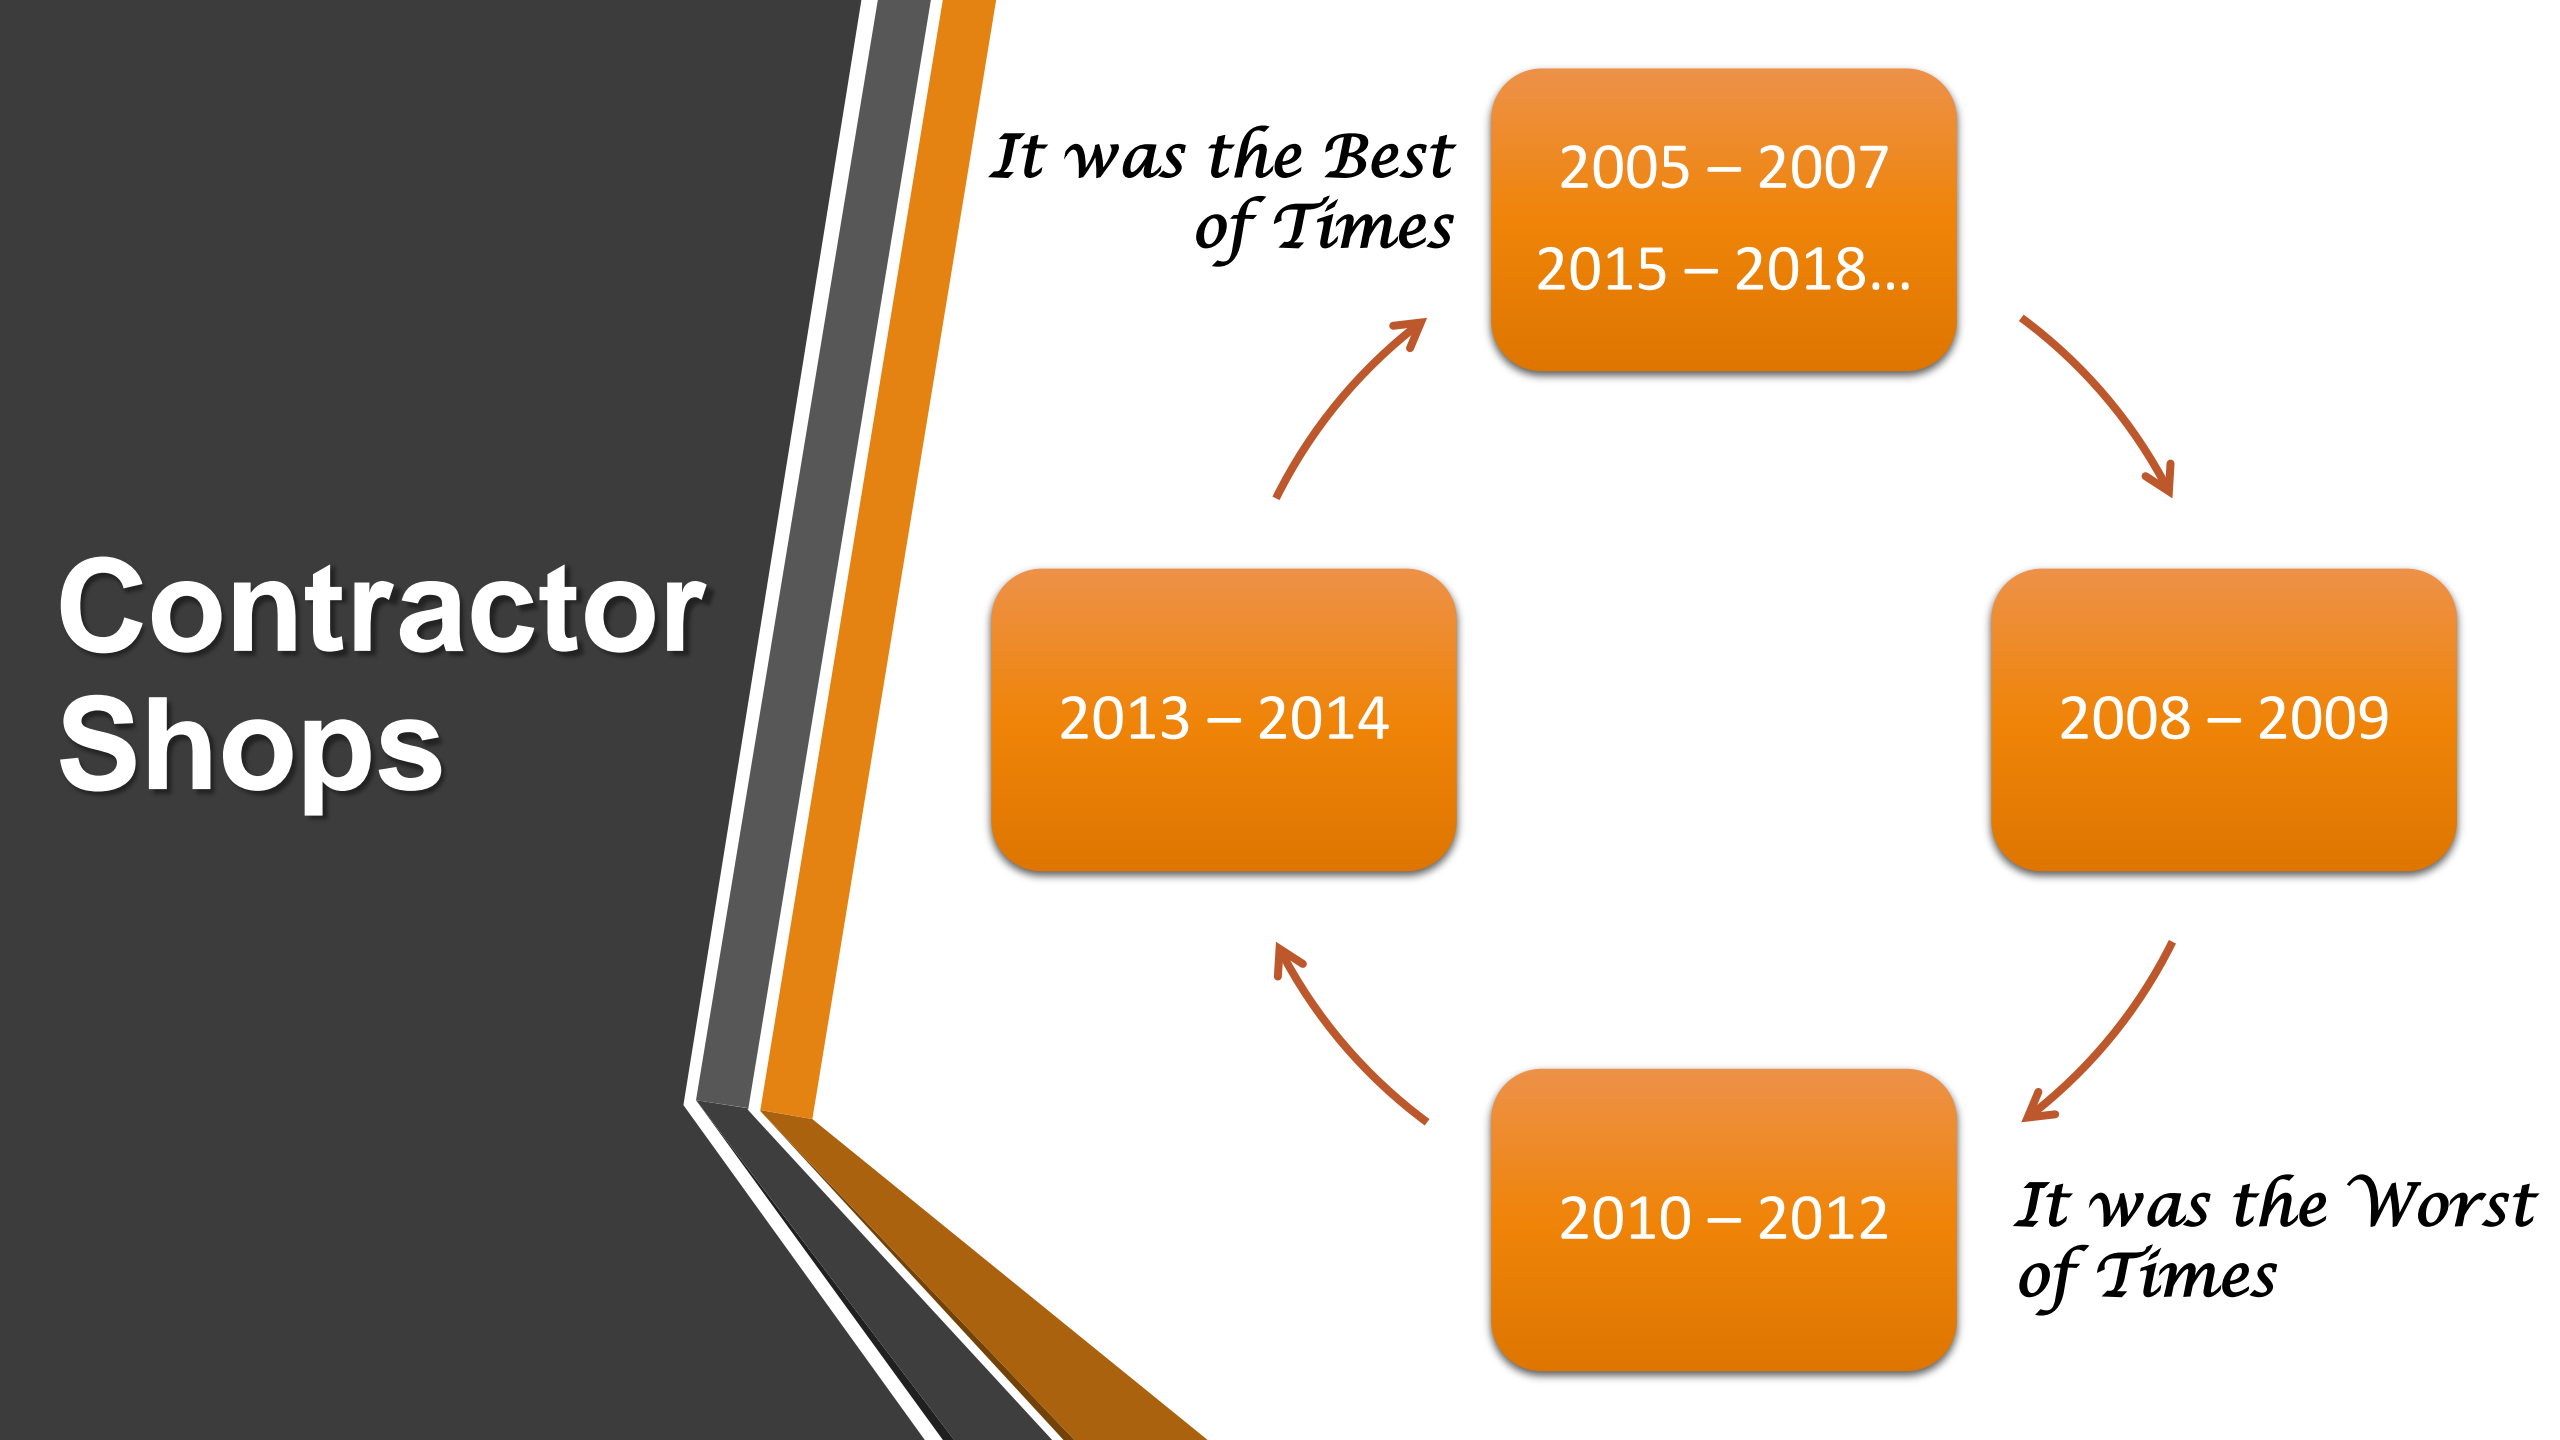 Contractor
Shops
It was the Best
of Times
2005 – 2007
2015 – 2018...
2008 – 2009
2010 – 2012
It was the Worst
of Times
2013 – 2014